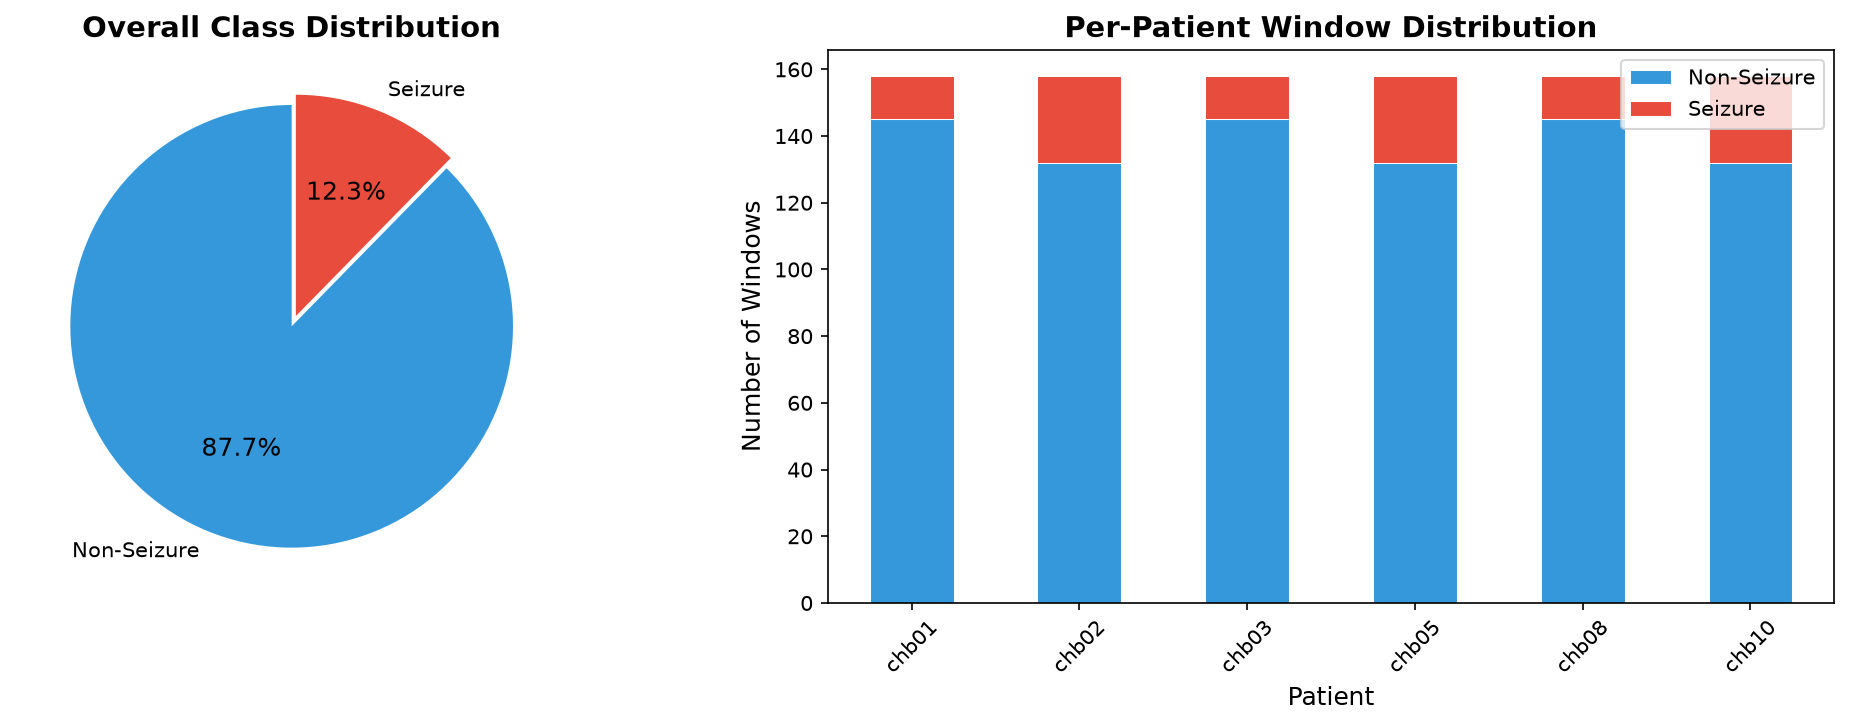 Overall Class Distribution
Seizure
12.3%
87.7%
Non-Seizure
Per-Patient Window Distribution
Number of Windows
160
140
120
100
80
60
40
20
0
Non-Seizure
Seizure
chb01
chb02
chb03
chb05
chb08
chb10
Patient